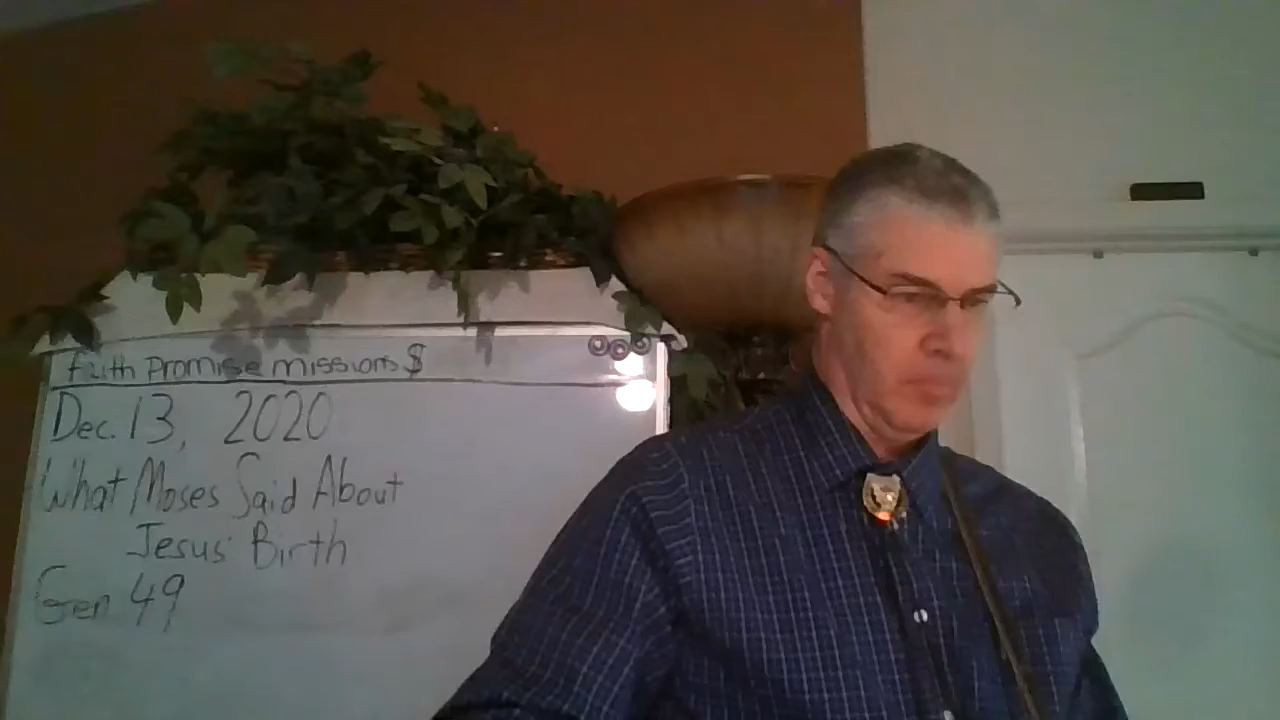 Faith Promise missions $
Dec. 13, 2020
What Moses Said About
Jesus' Birth
Gen 49